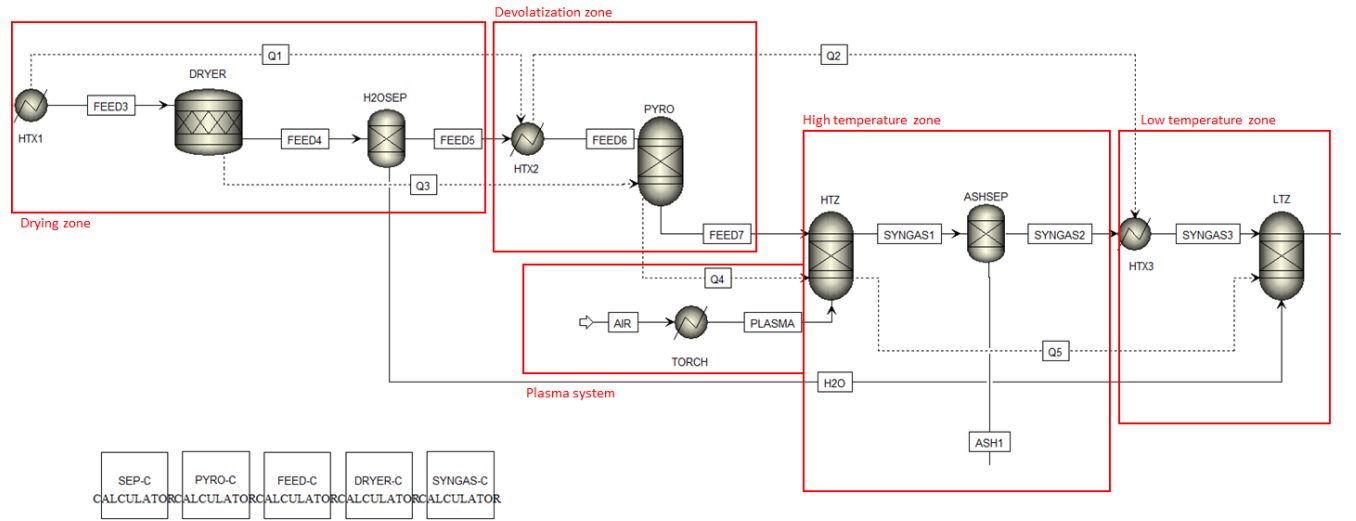 Devolatization zone
Q1
Q2
DRYER
H2OSEP
PYRO
FEED3
HTX1
FEED4
FEED5
HTX2
FEED6
High temperature zone
Low temperature zone
Q3
Drying zone
FEED7
HTZ
SYNGAS1
ASHSEP
SYNGAS2
HTX3
SYNGAS3
LTZ
Q4
AIR
PLASMA
TORCH
Q5
H2O
Plasma system
ASH1
SEP-C
CALCULATOR
PYRO-C
CALCULATOR
FEED-C
CALCULATOR
DRYER-C
CALCULATOR
SYNGAS-C
CALCULATOR